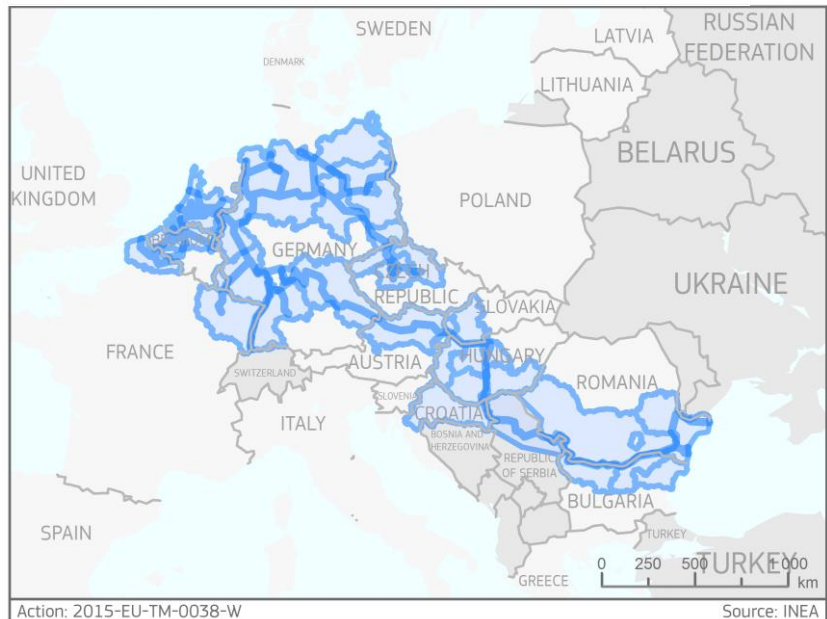 SWEDEN
RUSSIAN
FEDERATION
LATVIA
DENMARK
LITHUANIA
BELARUS
UNITED
KINGDOM
POLAND
GERMANY
UKRAINE
REPUBLIC
SLOVAKIA
FRANCE
AUSTRIA
HUNGARY
SWITZERLAND
ROMANIA
SLOVENIA
CROATIA
ITALY
BOSNIA AND
HERZEGOVINA
REPUBLIC
OF SERBIA
BULGARIA
SPAIN
TURKEY
TURKEY
GREECE
0 250 500 1 000
km
Action: 2015-EU-TM-0038-W
Source: INEA